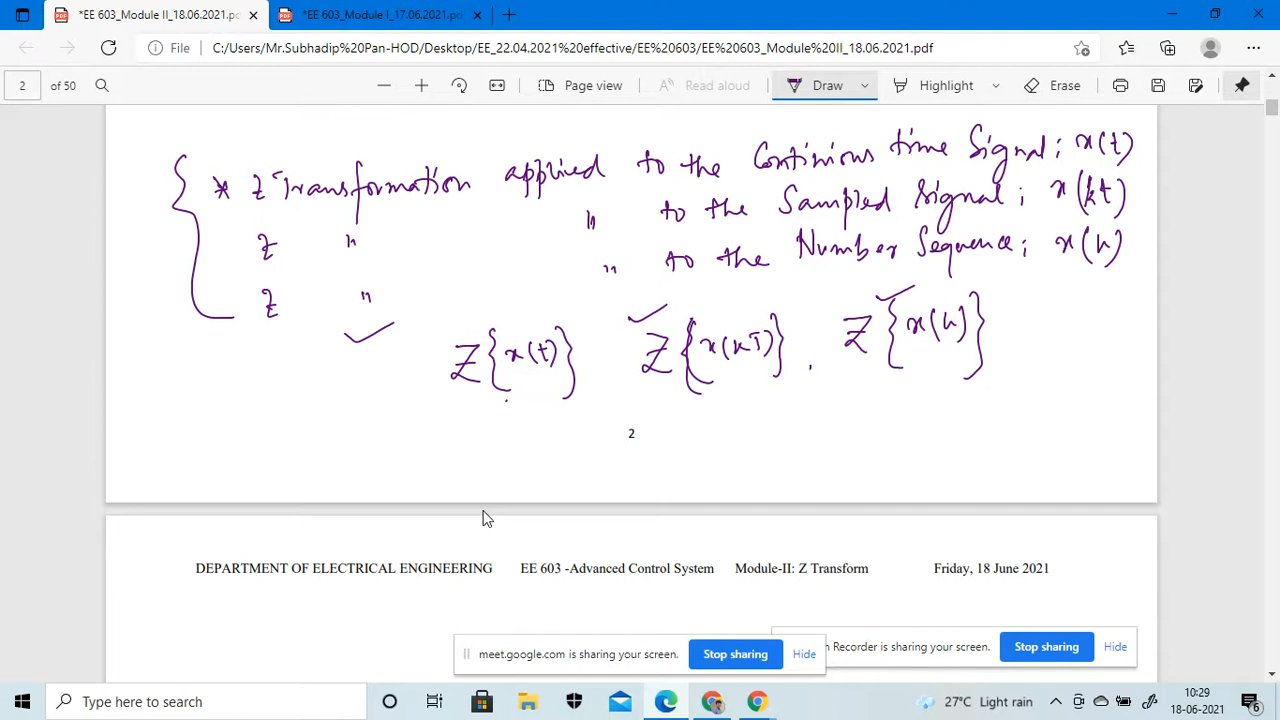 *EE 603_Module II_18.06.2021.pd
*EE 603_Module I_17.06.2021.pdf
File
C:/Users/Mr.Subhadip%20Pan-HOD/Desktop/EE_22.04.2021%20effective/EE%20603/EE%20603_Module%20II_18.06.2021.pdf
2 of 50
Page view
Read aloud
Draw
Highlight
Erase
* Z Transformation applied to the Continious time Signal; x(t)
Z " " to the Sampled Signal; x(kt)
Z " " to the Number Sequence; x(k)
Z{x(t)} Z{x(kT)}, Z{x(k)}
2
DEPARTMENT OF ELECTRICAL ENGINEERING EE 603 -Advanced Control System Module-II: Z Transform Friday, 18 June 2021
meet.google.com is sharing your screen. Stop sharing Hide
n Recorder is sharing your screen. Stop sharing Hide
Type here to search
27°C Light rain
10:29
18-06-2021
6